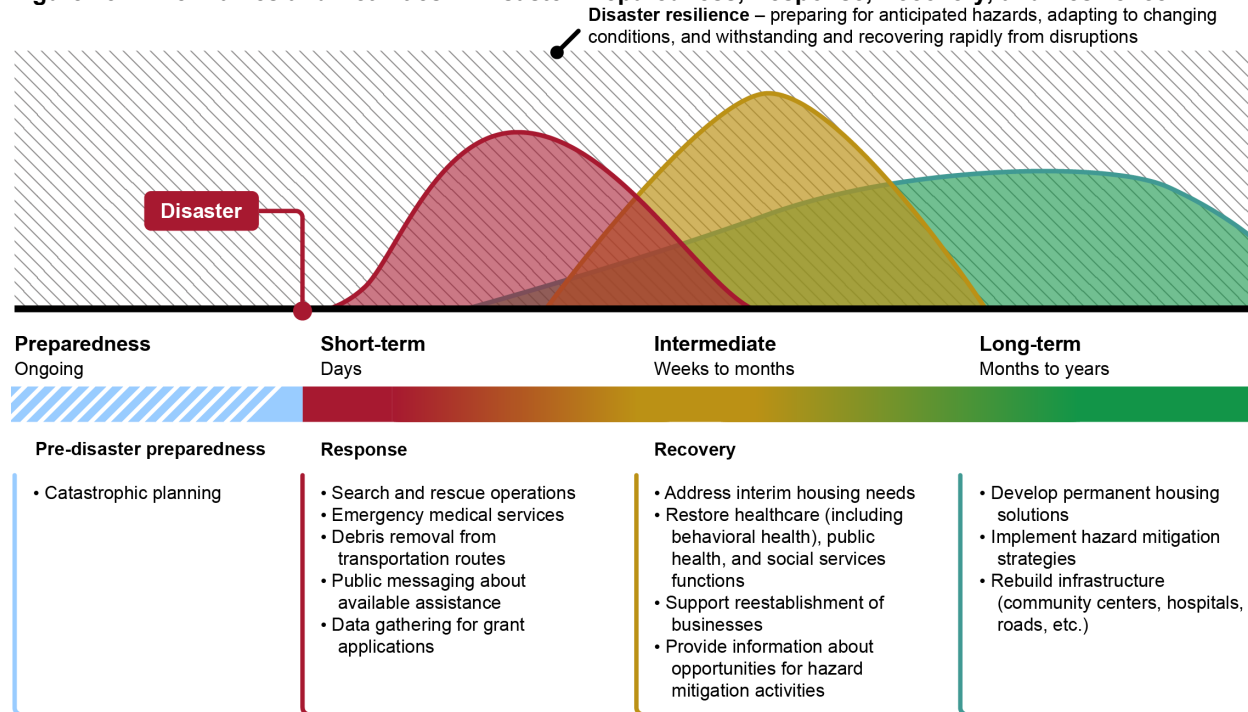 Disaster resilience – preparing for anticipated hazards, adapting to changing
conditions, and withstanding and recovering rapidly from disruptions
Disaster
Preparedness
Ongoing
Short-term
Days
Intermediate
Weeks to months
Long-term
Months to years
Pre-disaster preparedness
• Catastrophic planning
Response
• Search and rescue operations
• Emergency medical services
• Debris removal from
transportation routes
• Public messaging about
available assistance
• Data gathering for grant
applications
Recovery
• Address interim housing needs
• Restore healthcare (including
behavioral health), public
health, and social services
functions
• Support reestablishment of
businesses
• Provide information about
opportunities for hazard
mitigation activities
• Develop permanent housing
solutions
• Implement hazard mitigation
strategies
• Rebuild infrastructure
(community centers, hospitals,
roads, etc.)